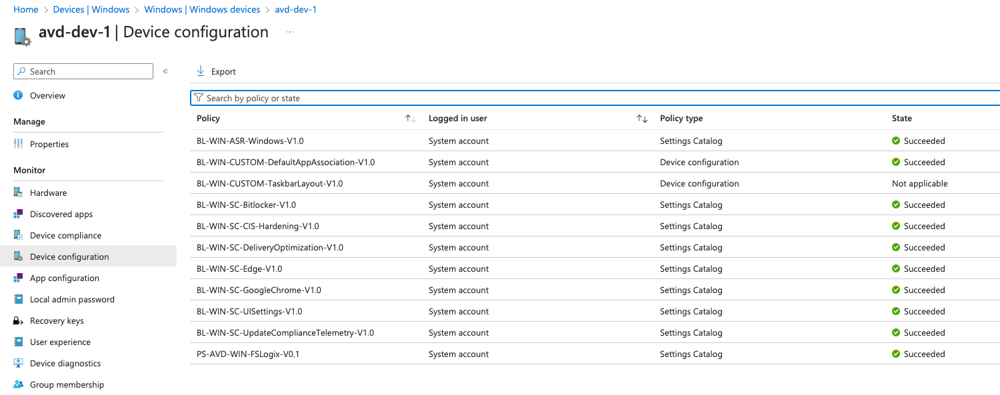 Home > Devices | Windows > Windows | Windows devices > avd-dev-1
avd-dev-1 | Device configuration ...
Search «
Overview
Manage
Properties
Monitor
Hardware
Discovered apps
Device compliance
Device configuration
App configuration
Local admin password
Recovery keys
User experience
Device diagnostics
Group membership
Export
Search by policy or state
Policy ↑↓ Logged in user ↑↓ Policy type State
BL-WIN-ASR-Windows-V1.0 System account Settings Catalog Succeeded
BL-WIN-CUSTOM-DefaultAppAssociation-V1.0 System account Device configuration Succeeded
BL-WIN-CUSTOM-TaskbarLayout-V1.0 System account Device configuration Not applicable
BL-WIN-SC-Bitlocker-V1.0 System account Settings Catalog Succeeded
BL-WIN-SC-CIS-Hardening-V1.0 System account Settings Catalog Succeeded
BL-WIN-SC-DeliveryOptimization-V1.0 System account Settings Catalog Succeeded
BL-WIN-SC-Edge-V1.0 System account Settings Catalog Succeeded
BL-WIN-SC-GoogleChrome-V1.0 System account Settings Catalog Succeeded
BL-WIN-SC-UISettings-V1.0 System account Settings Catalog Succeeded
BL-WIN-SC-UpdateComplianceTelemetry-V1.0 System account Settings Catalog Succeeded
PS-AVD-WIN-FSLogix-V0.1 System account Settings Catalog Succeeded